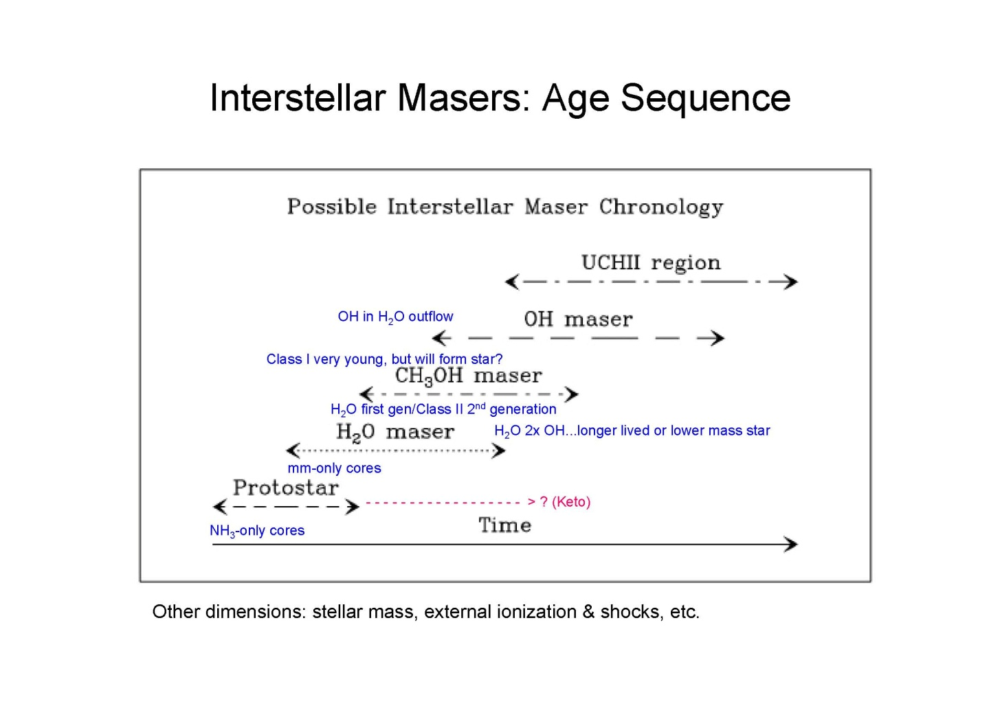 Interstellar Masers: Age Sequence
Possible Interstellar Maser Chronology
UCHII region
OH in H₂O outflow
OH maser
Class I very young, but will form star?
CH₃OH maser
H₂O first gen/Class II 2ⁿᵈ generation
H₂O maser
H₂O 2x OH...longer lived or lower mass star
mm-only cores
Protostar
> ? (Keto)
Time
NH₃-only cores
Other dimensions: stellar mass, external ionization & shocks, etc.